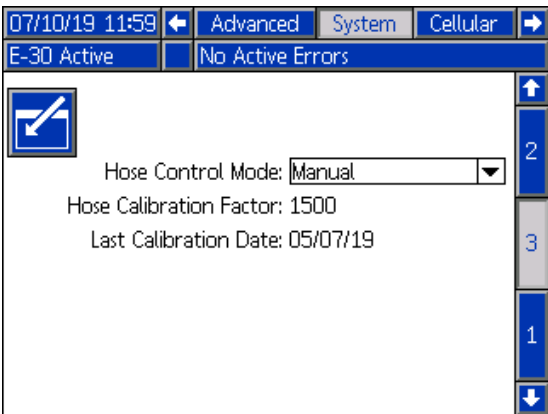 07/10/19 11:59 Advanced System Cellular
E-30 Active No Active Errors
2
Hose Control Mode: Manual
Hose Calibration Factor: 1500
Last Calibration Date: 05/07/19
3
1